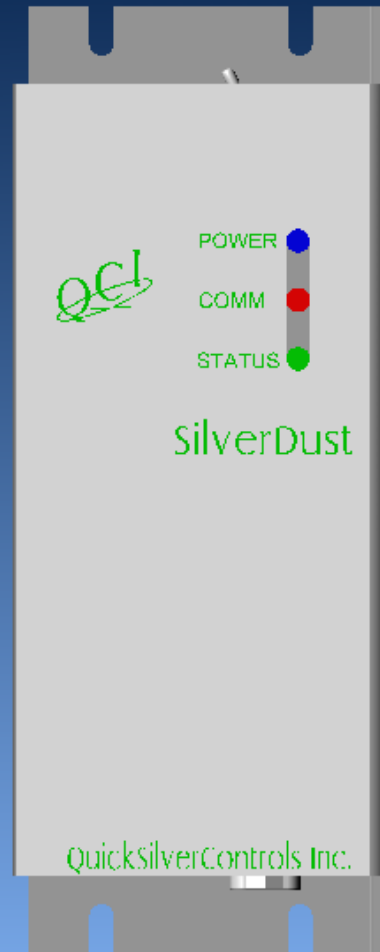 POWER
QCI
COMM
STATUS
SilverDust
QuickSilverControls Inc.